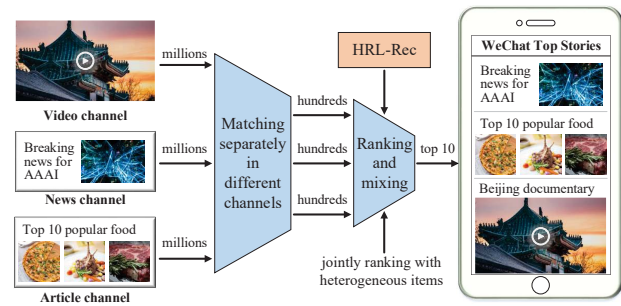 Video channel
Breaking
news for
AAAI
News channel
Top 10 popular food
Article channel
millions
millions
millions
Matching
separately
in
different
channels
hundreds
hundreds
hundreds
HRL-Rec
Ranking
and
mixing
jointly ranking with
heterogeneous items
top 10
WeChat Top Stories
Breaking
news for
AAAI
Top 10 popular food
Beijing documentary